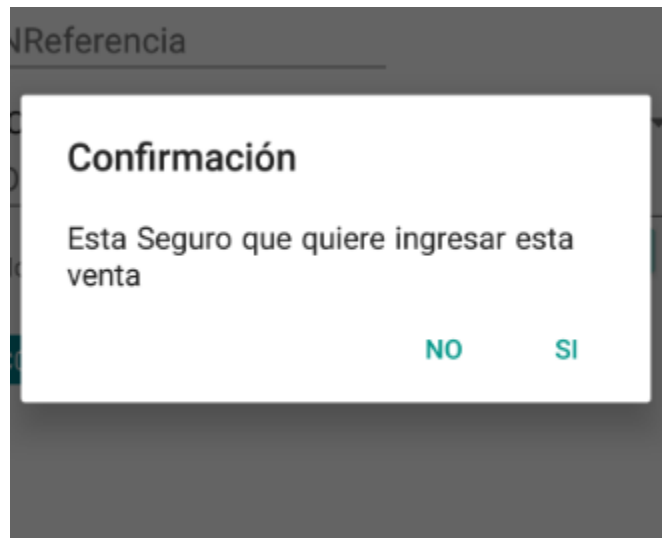 NReferencia
Confirmación
Esta Seguro que quiere ingresar esta
venta
NO SI